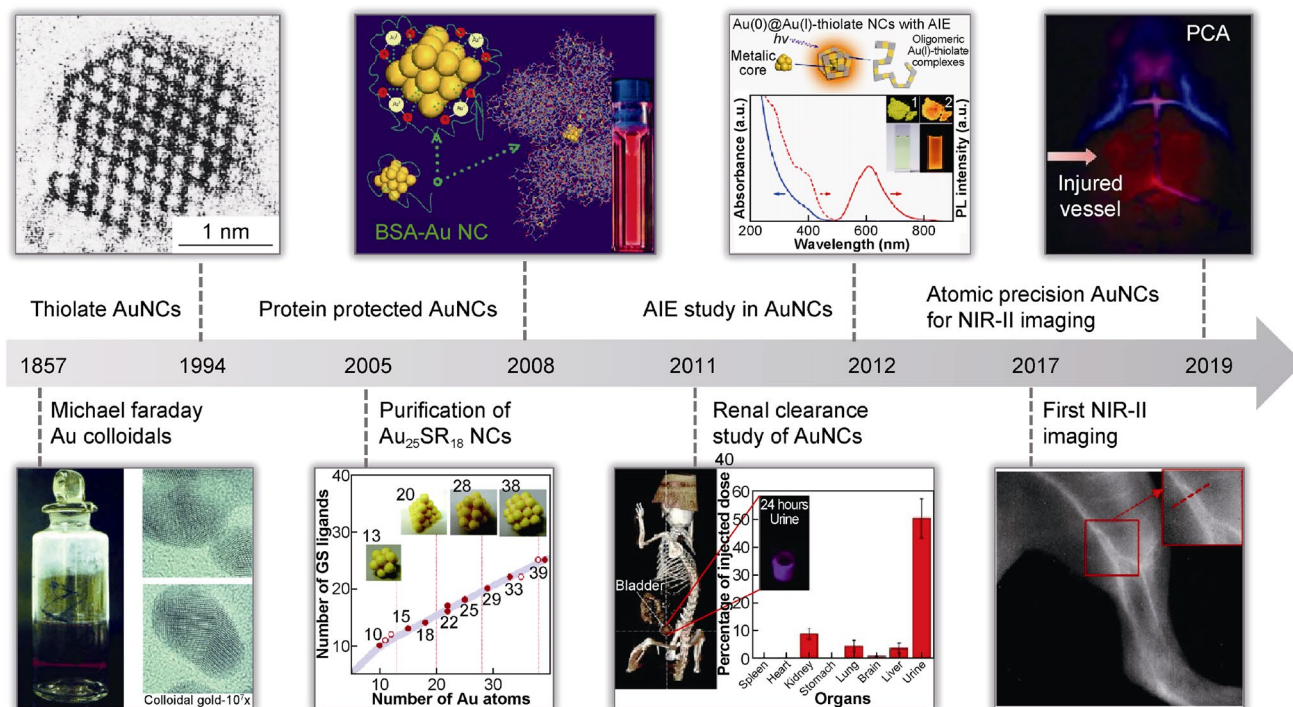 1 nm
Au^I
Au^I
Au^I
Au^I
BSA-Au NC
Au(0)@Au(I)-thiolate NCs with AIE
hv
Metalic
core
Oligomeric
Au(I)-thiolate
complexes
1
2
Absorbance (a.u.)
PL intensity (a.u.)
200
400
600
800
Wavelength (nm)
PCA
Injured
vessel
Thiolate AuNCs
Protein protected AuNCs
AIE study in AuNCs
Atomic precision AuNCs
for NIR-II imaging
1857
1994
2005
2008
2011
2012
2017
2019
Michael faraday
Au colloidals
Purification of
Au₂₅SR₁₈ NCs
Renal clearance
study of AuNCs
First NIR-II
imaging
Colloidal gold-10⁷x
Number of GS ligands
40
30
20
10
13
20
28
38
10
15
18
22
25
29
33
39
10
20
30
Number of Au atoms
40
Bladder
24 hours
Urine
Percentage of injected dose
60
50
40
30
20
10
0
Spleen
Heart
Kidney
Stomach
Lung
Brain
Liver
Urine
Organs